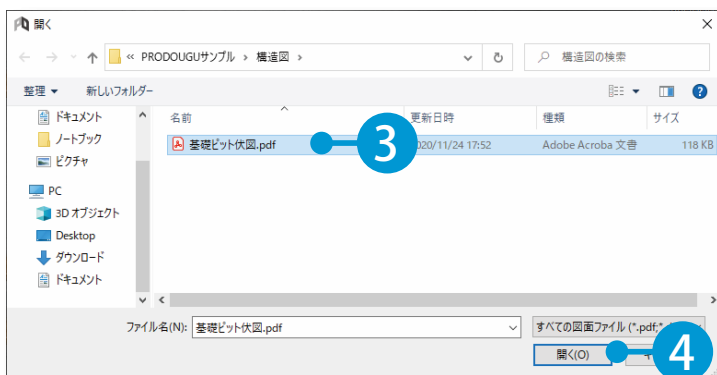 開く
« PRODOUGUサンプル › 構造図 ›
構造図の検索
整理
新しいフォルダー
名前
更新日時
種類
サイズ
ドキュメント
ノートブック
ピクチャ
PC
3D オブジェクト
Desktop
ダウンロード
ドキュメント
基礎ピット伏図.pdf
3
2020/11/24 17:52
Adobe Acroba 文書
118 KB
ファイル名(N):
基礎ピット伏図.pdf
すべての図面ファイル (*.pdf;*
開く(O)
4